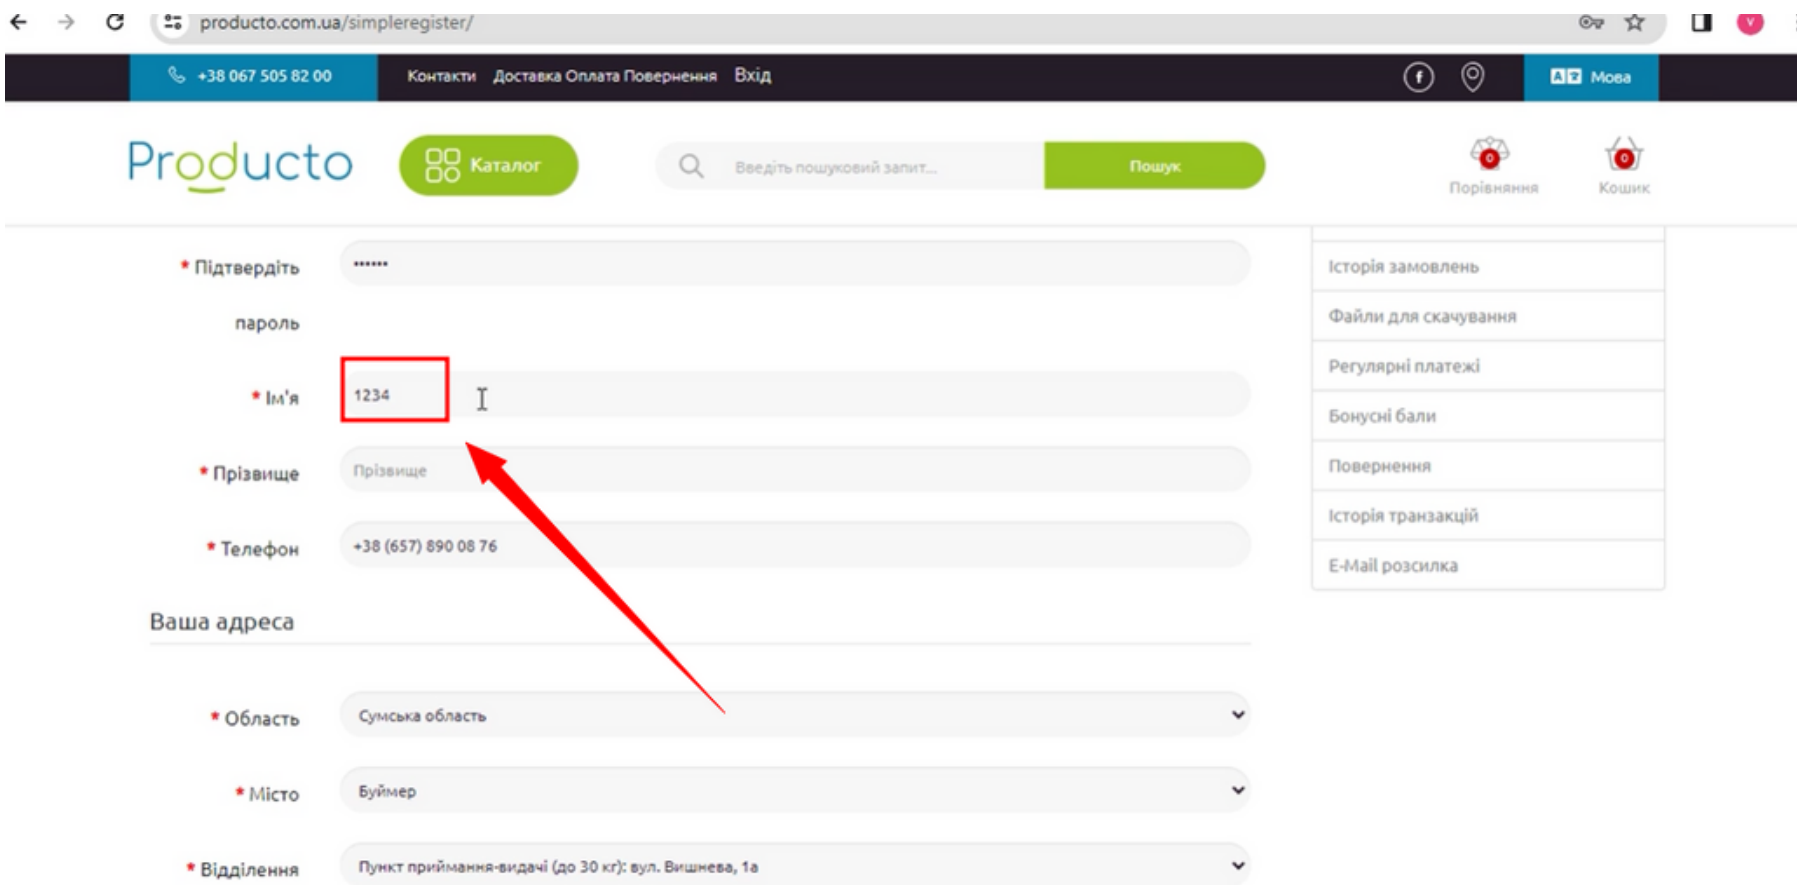 producto.com.ua/simpleregister/
V
+38 067 505 82 00 Контакти Доставка Оплата Повернення Вхід Мова
Producto Каталог Введіть пошуковий запит... Пошук 0 0
Порівняння Кошик
* Підтвердіть ••••••
пароль
* Ім'я 1234
* Прізвище Прізвище
* Телефон +38 (657) 890 08 76
Ваша адреса
* Область Сумська область
* Місто Буймер
* Відділення Пункт приймання-видачі (до 30 кг): вул. Вишнева, 1а
Історія замовлень
Файли для скачування
Регулярні платежі
Бонусні бали
Повернення
Історія транзакцій
E-Mail розсилка